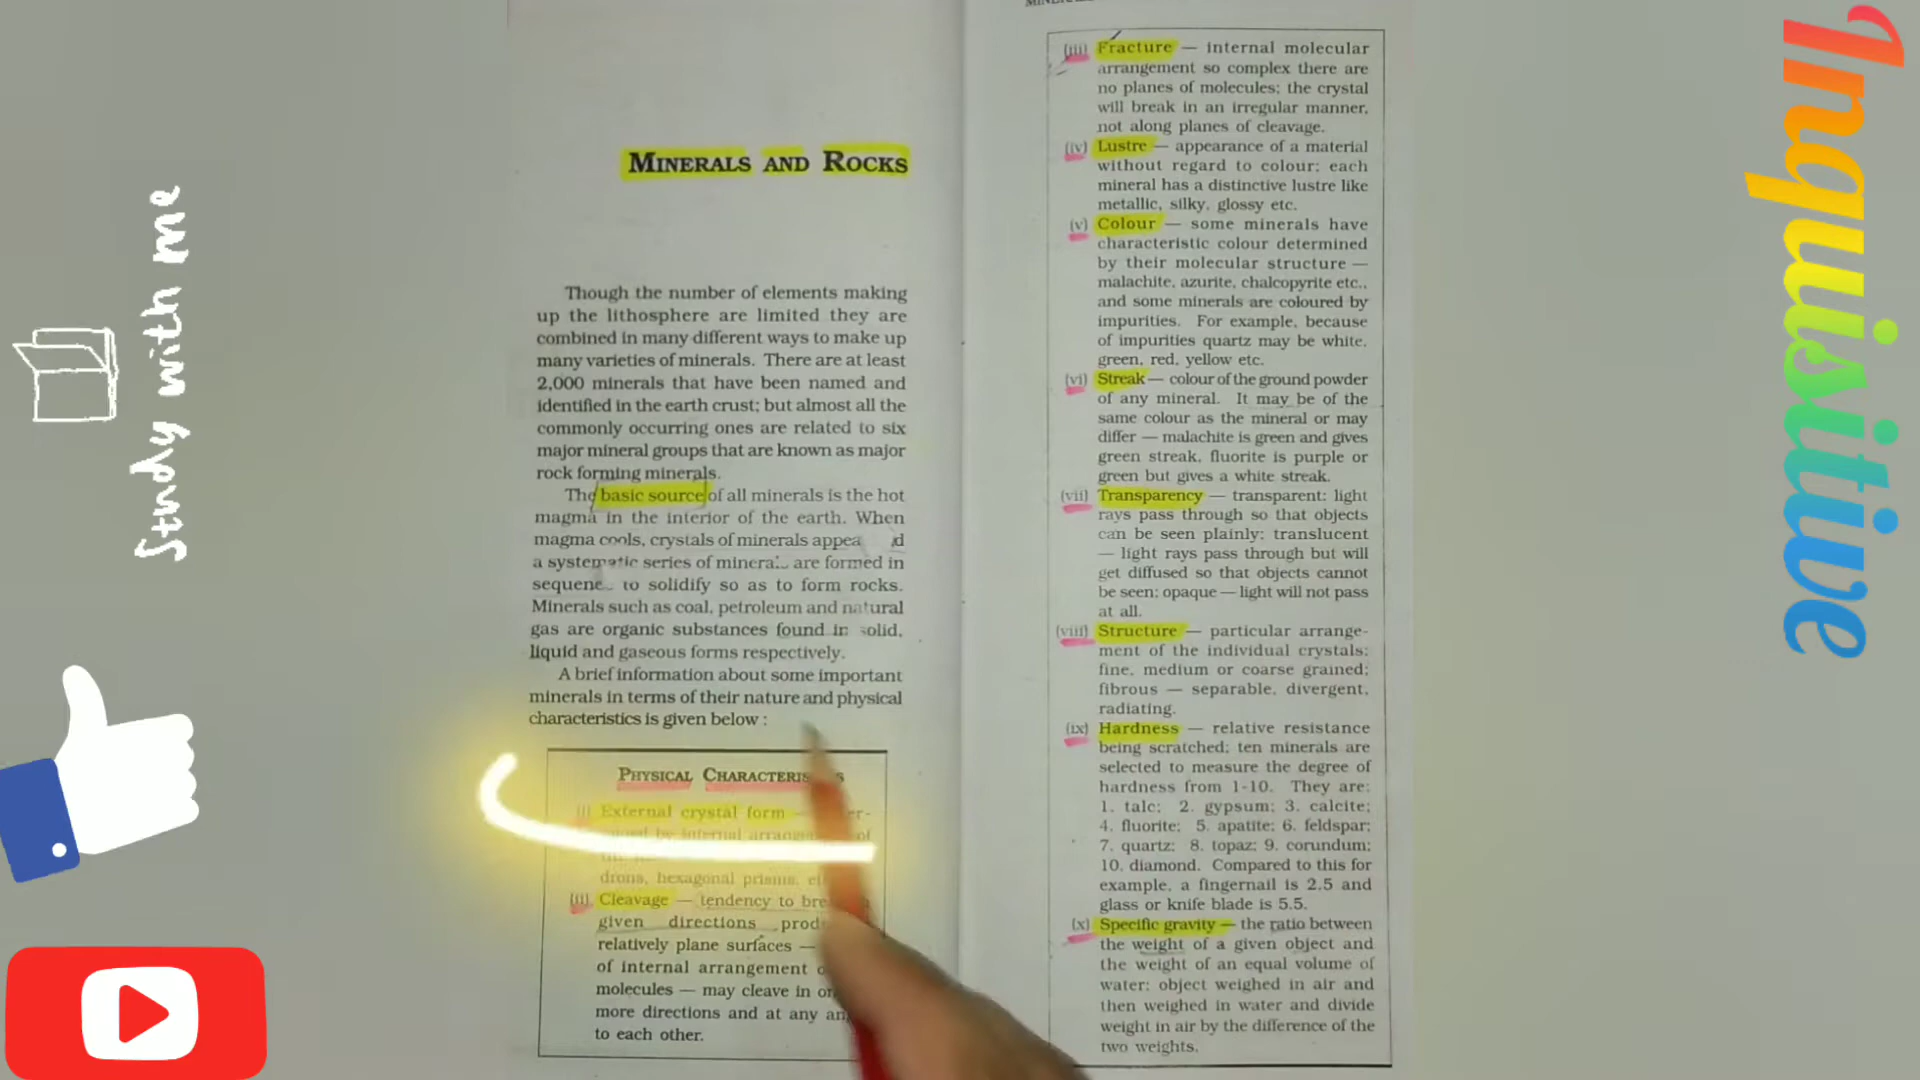 Study with me
MINERALS AND ROCKS
Though the number of elements making
up the lithosphere are limited they are
combined in many different ways to make up
many varieties of minerals. There are at least
2,000 minerals that have been named and
identified in the earth crust; but almost all the
commonly occurring ones are related to six
major mineral groups that are known as major
rock forming minerals.
The basic source of all minerals is the hot
magma in the interior of the earth. When
magma cools, crystals of minerals appea d
a systematic series of minerals are formed in
sequence to solidify so as to form rocks.
Minerals such as coal, petroleum and natural
gas are organic substances found in solid,
liquid and gaseous forms respectively.
A brief information about some important
minerals in terms of their nature and physical
characteristics is given below :
PHYSICAL CHARACTERISTICS
(i) External crystal form —
by internal arrangement of
drons, hexagonal prisms,
(ii) Cleavage — tendency to break
given directions
relatively plane surfaces —
of internal arrangement
molecules — may cleave in
more directions and at any
to each other.
(iii) Fracture — internal molecular
arrangement so complex there are
no planes of molecules; the crystal
will break in an irregular manner,
not along planes of cleavage.
(iv) Lustre — appearance of a material
without regard to colour; each
mineral has a distinctive lustre like
metallic, silky, glossy etc.
(v) Colour — some minerals have
characteristic colour determined
by their molecular structure —
malachite, azurite, chalcopyrite etc.,
and some minerals are coloured by
impurities. For example, because
of impurities quartz may be white,
green, red, yellow etc.
(vi) Streak — colour of the ground powder
of any mineral. It may be of the
same colour as the mineral or may
differ — malachite is green and gives
green streak, fluorite is purple or
green but gives a white streak.
(vii) Transparency — transparent: light
rays pass through so that objects
can be seen plainly; translucent
— light rays pass through but will
get diffused so that objects cannot
be seen; opaque — light will not pass
at all.
(viii) Structure — particular arrange-
ment of the individual crystals;
fine, medium or coarse grained;
fibrous — separable, divergent,
radiating.
(ix) Hardness — relative resistance
being scratched; ten minerals are
selected to measure the degree of
hardness from 1-10. They are:
1. talc; 2. gypsum; 3. calcite;
4. fluorite; 5. apatite; 6. feldspar;
7. quartz; 8. topaz; 9. corundum;
10. diamond. Compared to this for
example, a fingernail is 2.5 and
glass or knife blade is 5.5.
(x) Specific gravity — the ratio between
the weight of a given object and
the weight of an equal volume of
water; object weighed in air and
then weighed in water and divide
weight in air by the difference of the
two weights.
Inquisitive